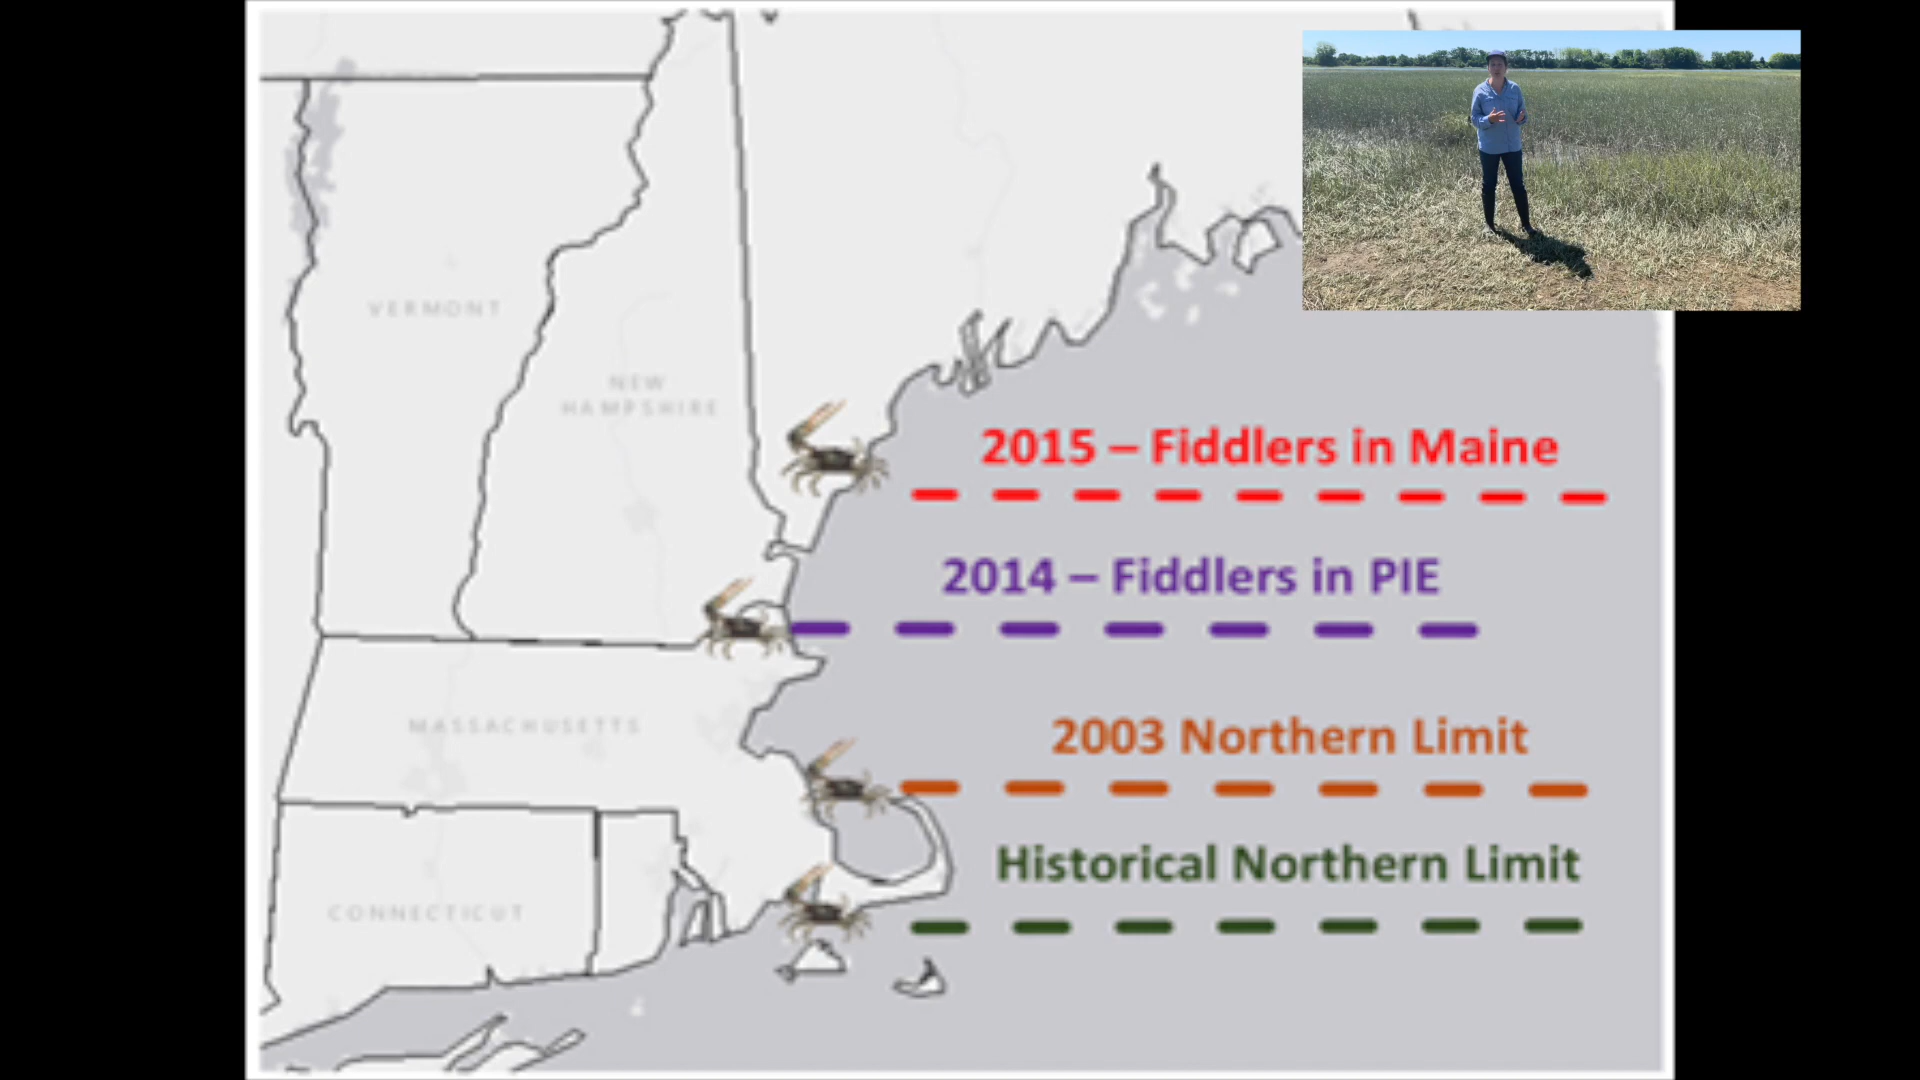 VERMONT
NEW
HAMPSHIRE
2015 – Fiddlers in Maine
2014 – Fiddlers in PIE
MASSACHUSETTS
2003 Northern Limit
Historical Northern Limit
CONNECTICUT